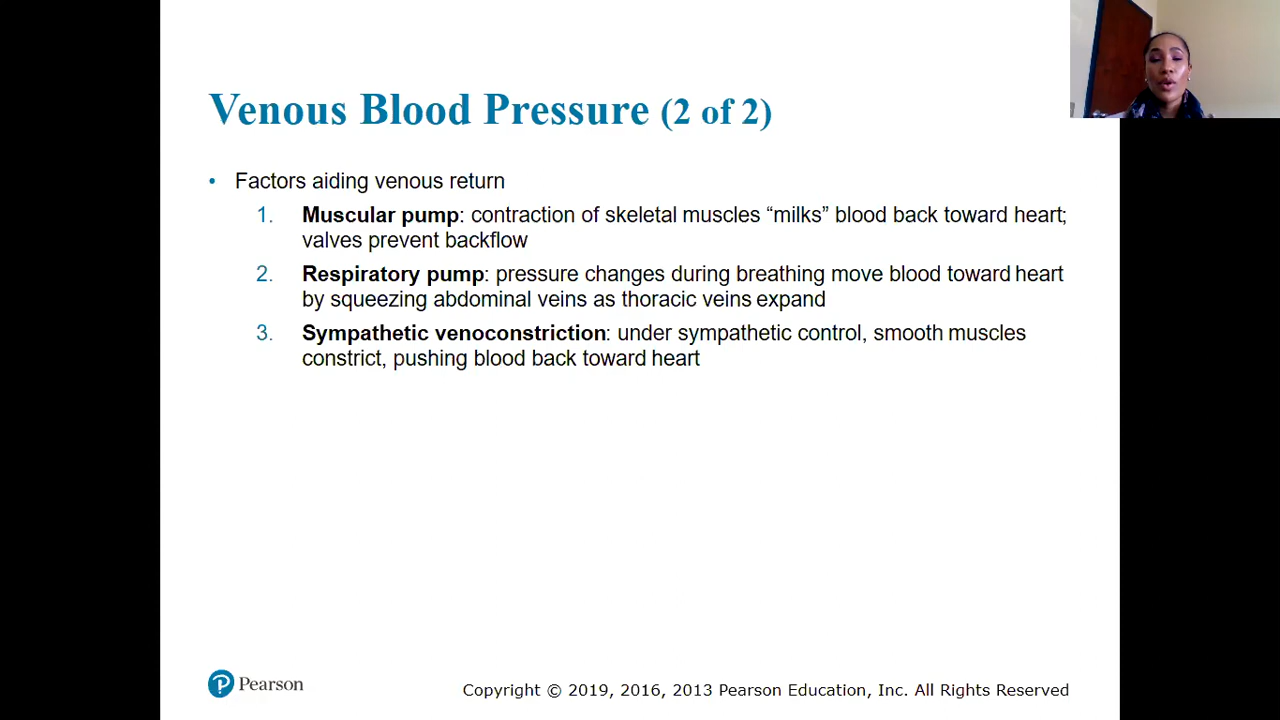 Venous Blood Pressure (2 of 2)
• Factors aiding venous return
1. Muscular pump: contraction of skeletal muscles “milks” blood back toward heart;
valves prevent backflow
2. Respiratory pump: pressure changes during breathing move blood toward heart
by squeezing abdominal veins as thoracic veins expand
3. Sympathetic venoconstriction: under sympathetic control, smooth muscles
constrict, pushing blood back toward heart
Pearson
Copyright © 2019, 2016, 2013 Pearson Education, Inc. All Rights Reserved